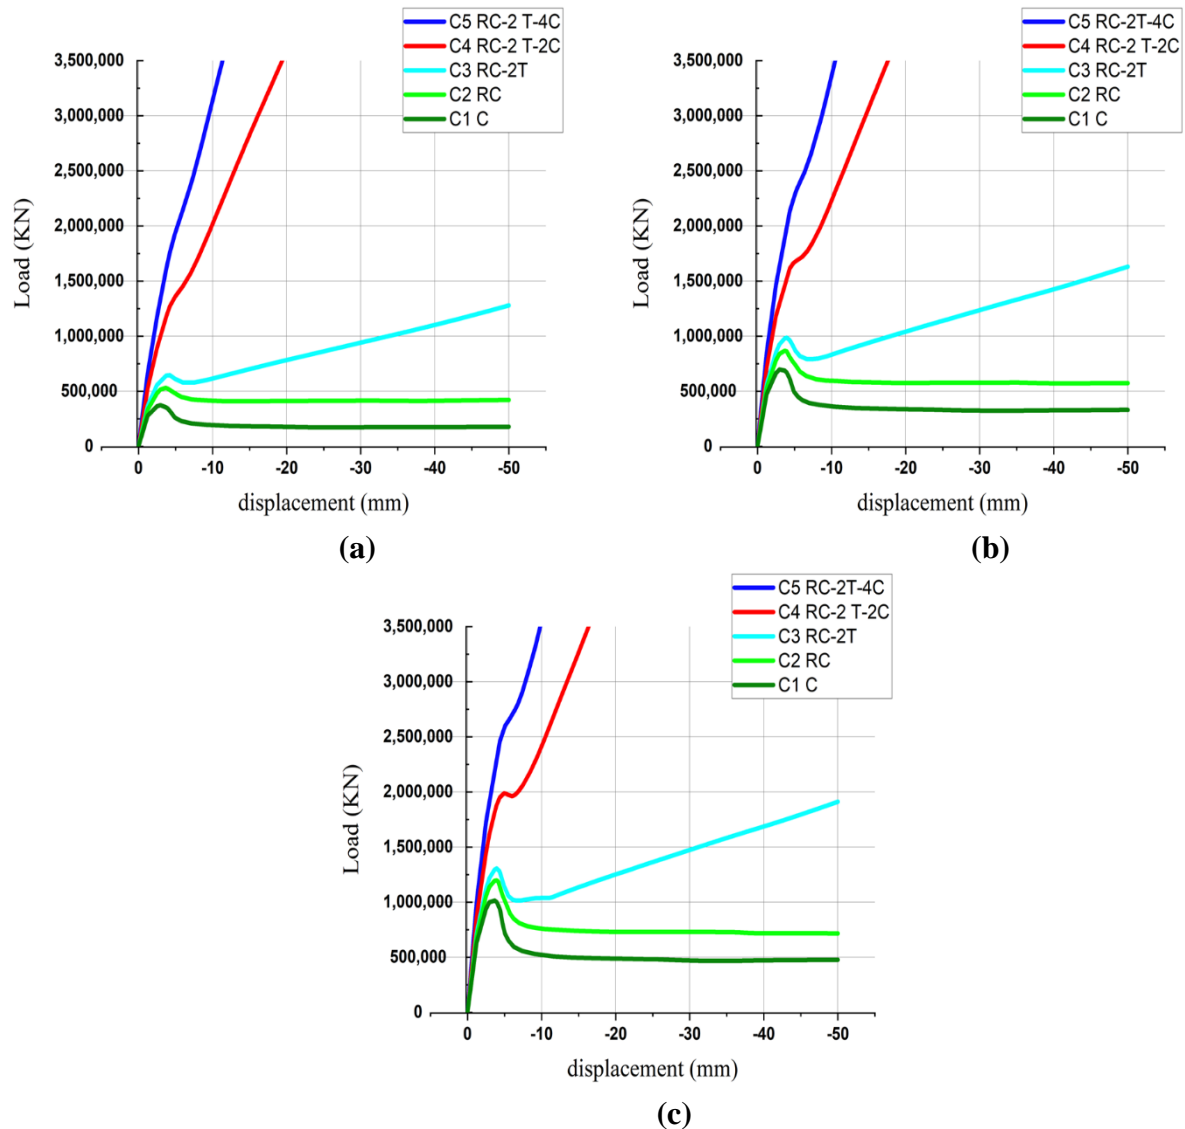 C5 RC-2 T-4C
C4 RC-2 T-2C
C3 RC-2T
C2 RC
C1 C
3,500,000
3,000,000
2,500,000
2,000,000
1,500,000
1,000,000
500,000
0
Load (KN)
0 -10 -20 -30 -40 -50
displacement (mm)
(a)
C5 RC-2T-4C
C4 RC-2 T-2C
C3 RC-2T
C2 RC
C1 C
3,500,000
3,000,000
2,500,000
2,000,000
1,500,000
1,000,000
500,000
0
Load (KN)
0 -10 -20 -30 -40 -50
displacement (mm)
(b)
C5 RC-2T-4C
C4 RC-2 T-2C
C3 RC-2T
C2 RC
C1 C
3,500,000
3,000,000
2,500,000
2,000,000
1,500,000
1,000,000
500,000
0
Load (KN)
0 -10 -20 -30 -40 -50
displacement (mm)
(c)